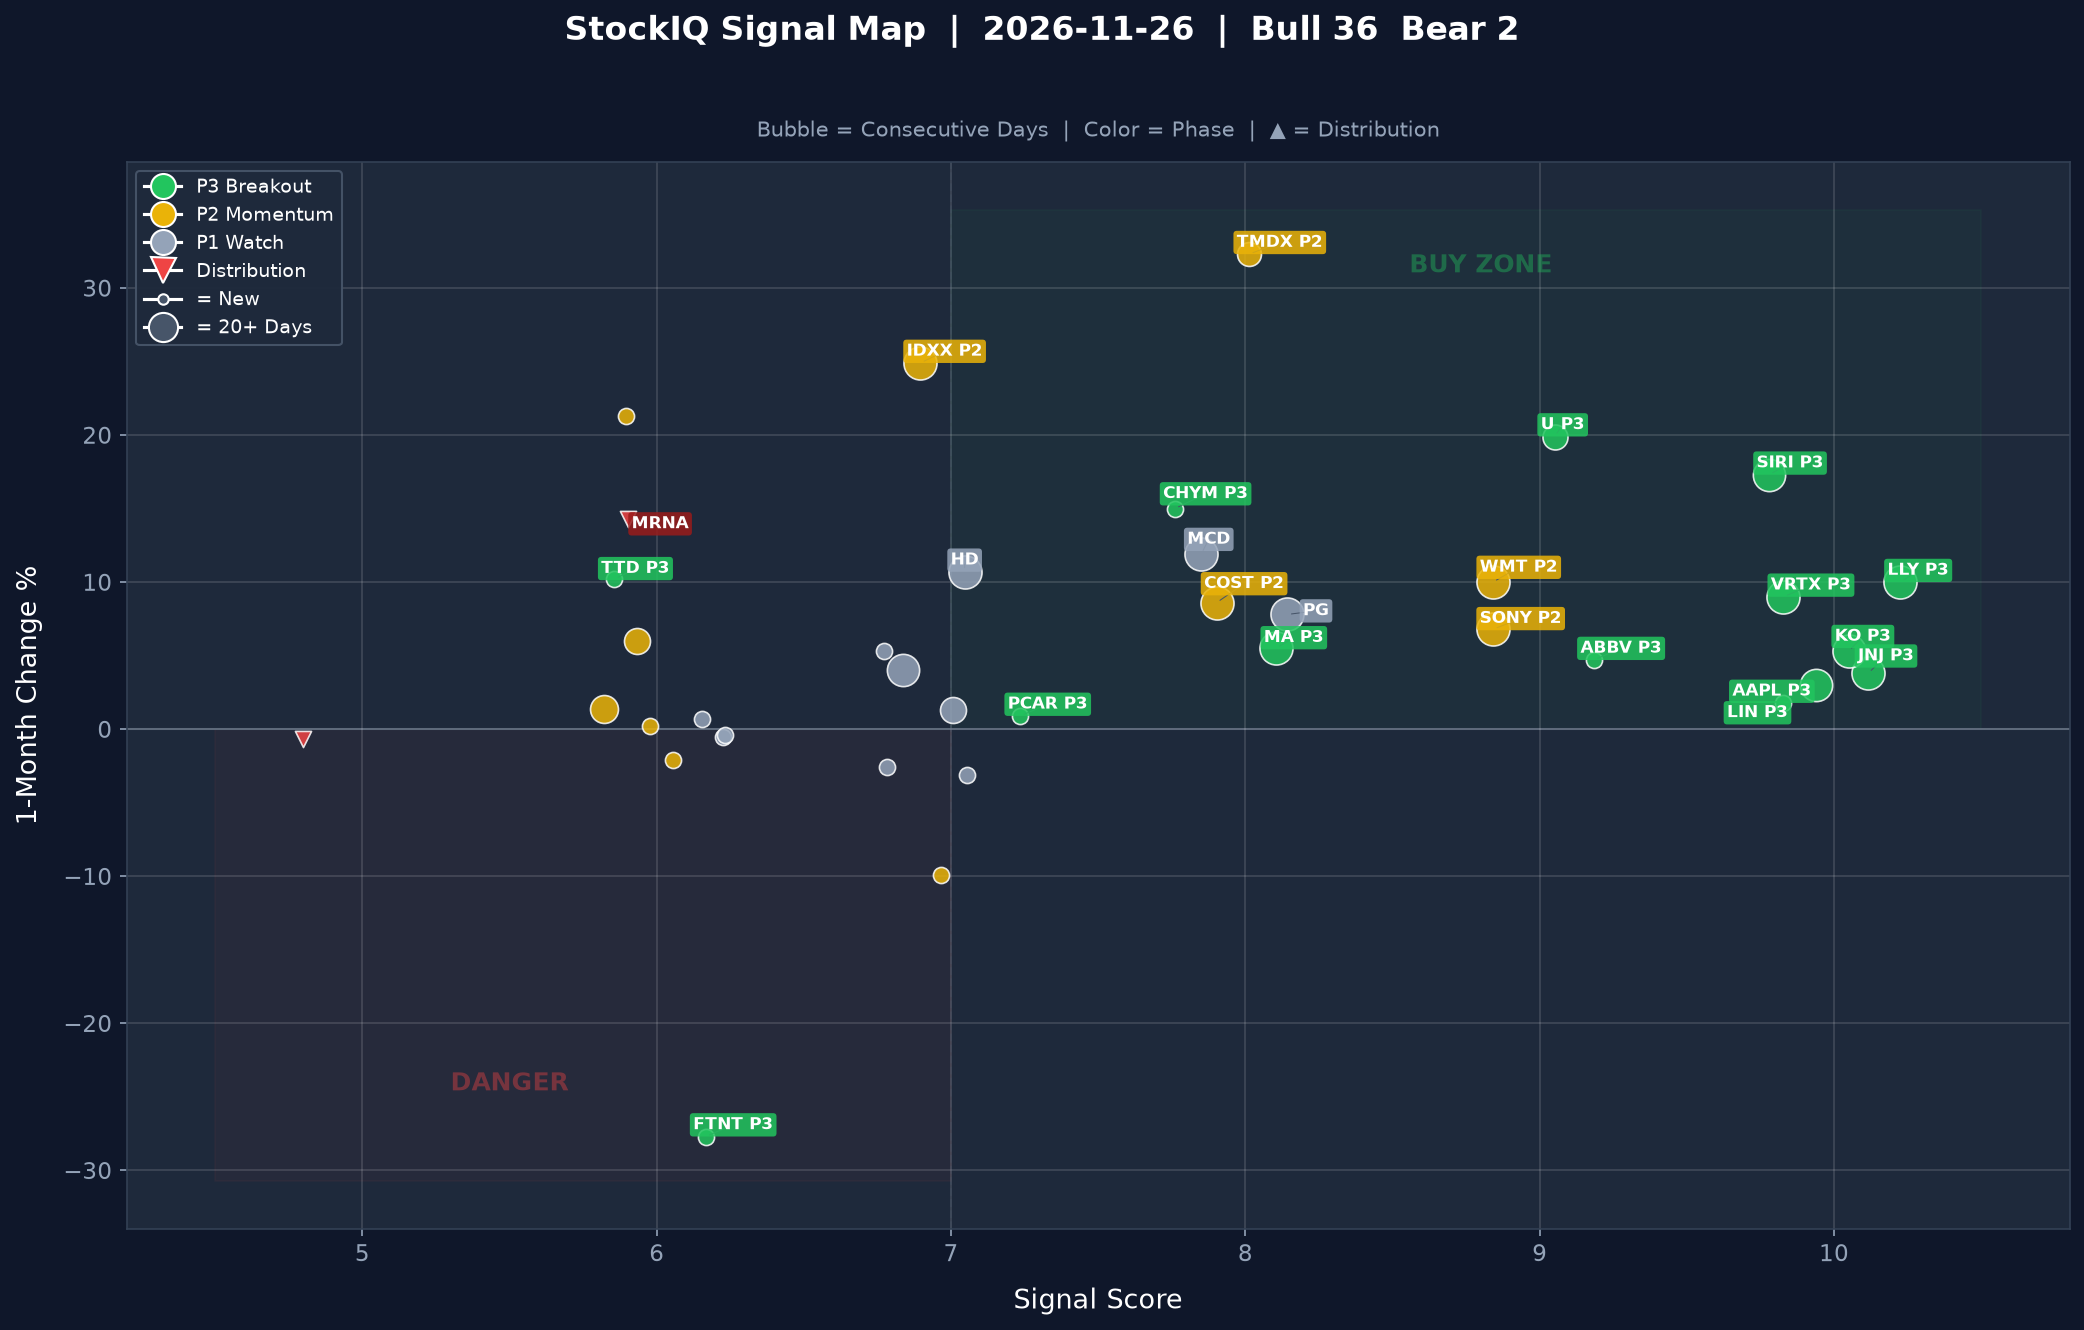 StockIQ Signal Map | 2026-11-26 | Bull 36 Bear 2
Bubble = Consecutive Days | Color = Phase | ▲ = Distribution
P3 Breakout
P2 Momentum
P1 Watch
Distribution
= New
= 20+ Days
TMDX P2
BUY ZONE
IDXX P2
U P3
SIRI P3
CHYM P3
MRNA
MCD
HD
TTD P3
COST P2
WMT P2
VRTX P3
LLY P3
PG
SONY P2
MA P3
ABBV P3
KO P3
JNJ P3
AAPL P3
LIN P3
PCAR P3
DANGER
FTNT P3
30
20
10
0
−10
−20
−30
1-Month Change %
5
6
7
8
9
10
Signal Score